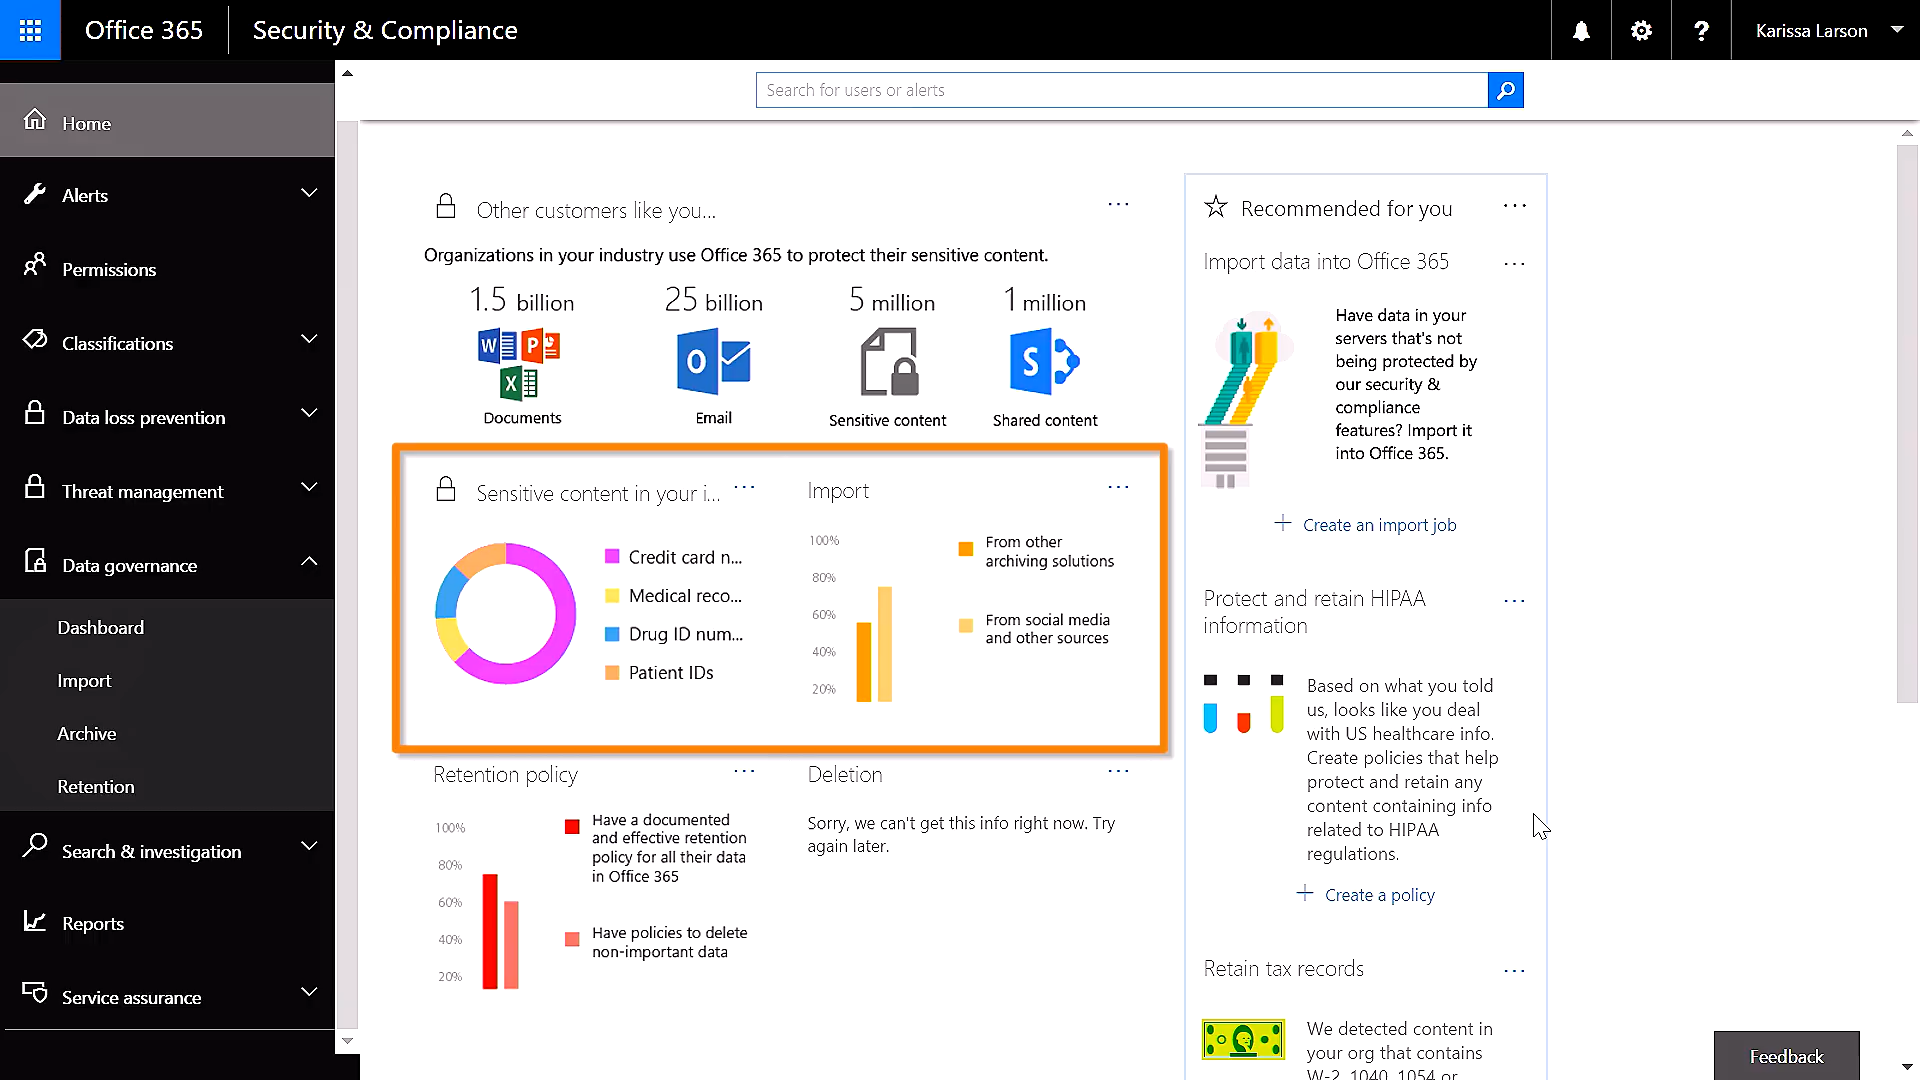 Office 365
Security & Compliance
?
Karissa Larson
Search for users or alerts
Home
Alerts
Permissions
Classifications
Data loss prevention
Threat management
Data governance
Dashboard
Import
Archive
Retention
Search & investigation
Reports
Service assurance
Other customers like you...
Organizations in your industry use Office 365 to protect their sensitive content.
1.5 billion
25 billion
5 million
1 million
W
P
X
O
S
Documents
Email
Sensitive content
Shared content
Sensitive content in your i...
Credit card n...
Medical reco...
Drug ID num...
Patient IDs
Import
100%
80%
60%
40%
20%
From other
archiving solutions
From social media
and other sources
Retention policy
100%
80%
60%
40%
20%
Have a documented
and effective retention
policy for all their data
in Office 365
Have policies to delete
non-important data
Deletion
Sorry, we can't get this info right now. Try
again later.
Recommended for you
Import data into Office 365
Have data in your
servers that's not
being protected by
our security &
compliance
features? Import it
into Office 365.
+ Create an import job
Protect and retain HIPAA
information
Based on what you told
us, looks like you deal
with US healthcare info.
Create policies that help
protect and retain any
content containing info
related to HIPAA
regulations.
+ Create a policy
Retain tax records
We detected content in
your org that contains
W-2, 1040, 1054 or
Feedback